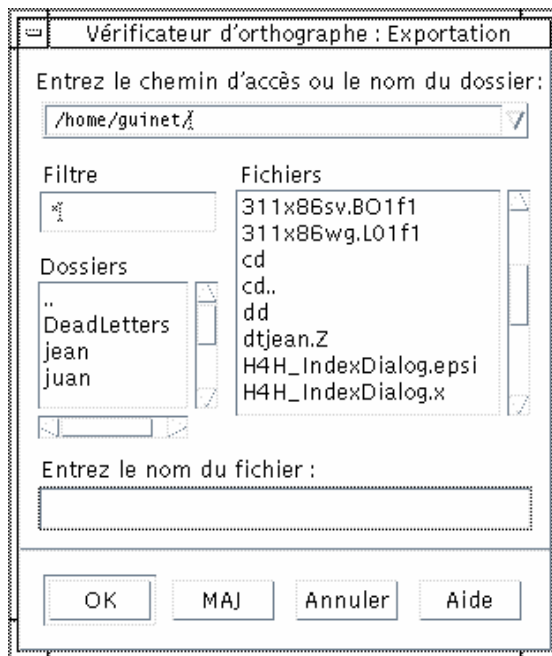 Vérificateur d'orthographe : Exportation
Entrez le chemin d'accès ou le nom du dossier:
/home/guinet/
Filtre
*
Dossiers
..
DeadLetters
jean
juan
Fichiers
311x86sv.BO1f1
311x86wg.L01f1
cd
cd..
dd
dtjean.Z
H4H_IndexDialog.epsi
H4H_IndexDialog.x
Entrez le nom du fichier :
OK
MAJ
Annuler
Aide